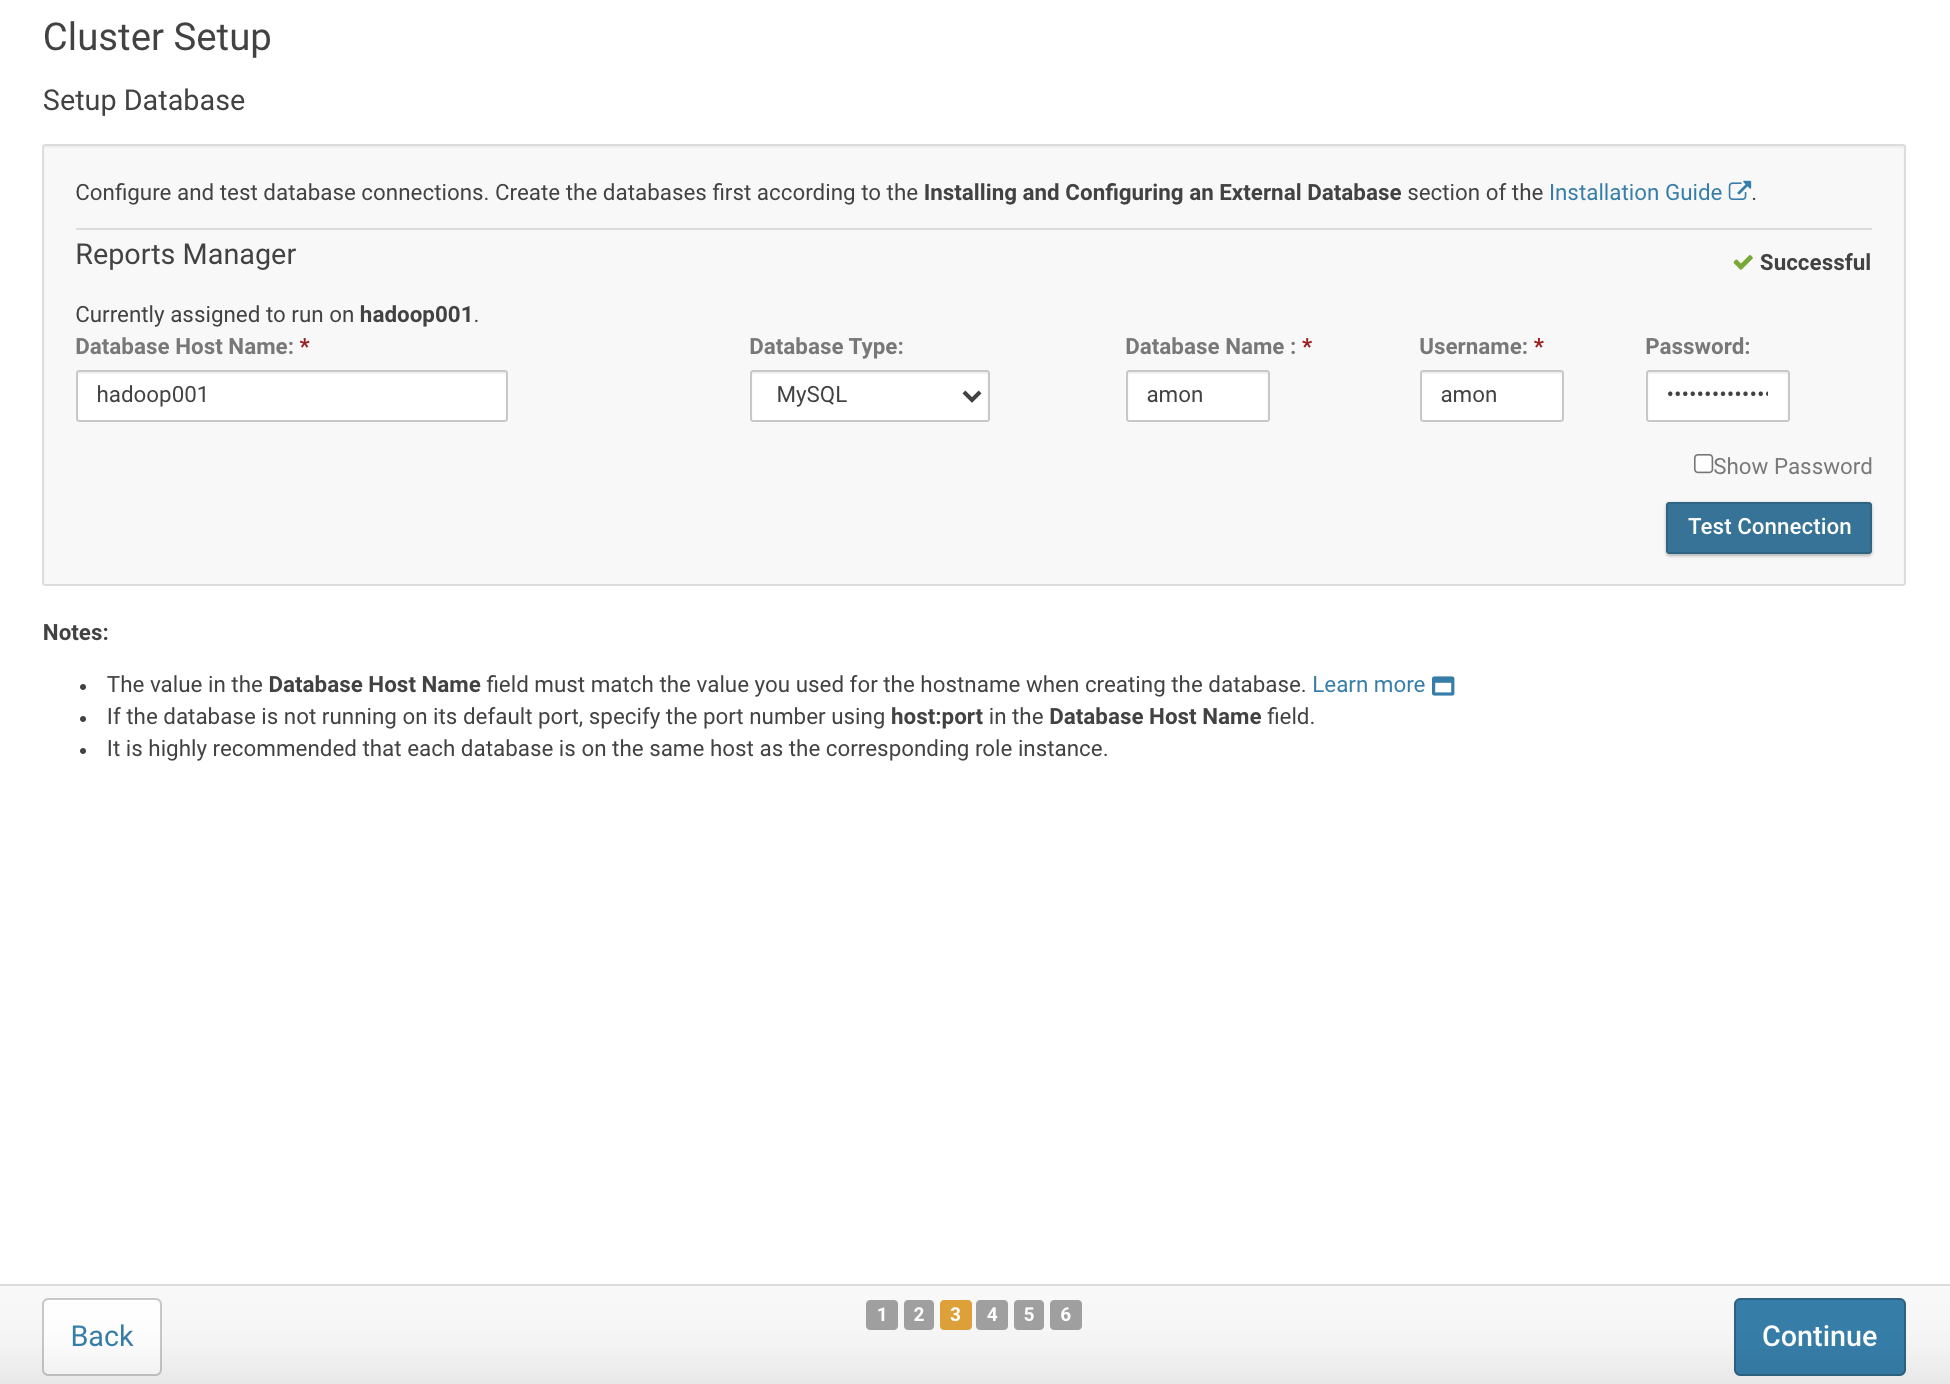 Cluster Setup
Setup Database
Configure and test database connections. Create the databases first according to the Installing and Configuring an External Database section of the Installation Guide.
Reports Manager
Successful
Currently assigned to run on hadoop001.
Database Host Name: * Database Type: Database Name : * Username: * Password:
hadoop001 MySQL amon amon ••••••••••••••
Show Password
Test Connection
Notes:
• The value in the Database Host Name field must match the value you used for the hostname when creating the database. Learn more
• If the database is not running on its default port, specify the port number using host:port in the Database Host Name field.
• It is highly recommended that each database is on the same host as the corresponding role instance.
Back 1 2 3 4 5 6 Continue